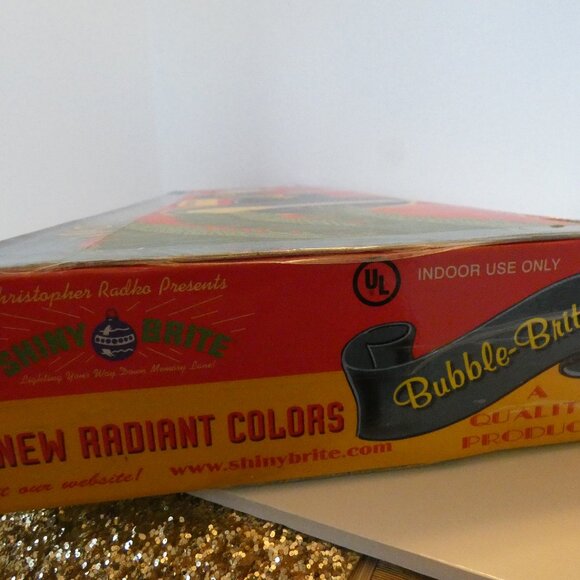 Christopher Radko Presents
SHINY BRITE
Lighting Your Way Down Memory Lane!
NEW RADIANT COLORS
our website!
www.shinybrite.com
UL
INDOOR USE ONLY
Bubble-Brite
A
QUALITY
PRODUCT